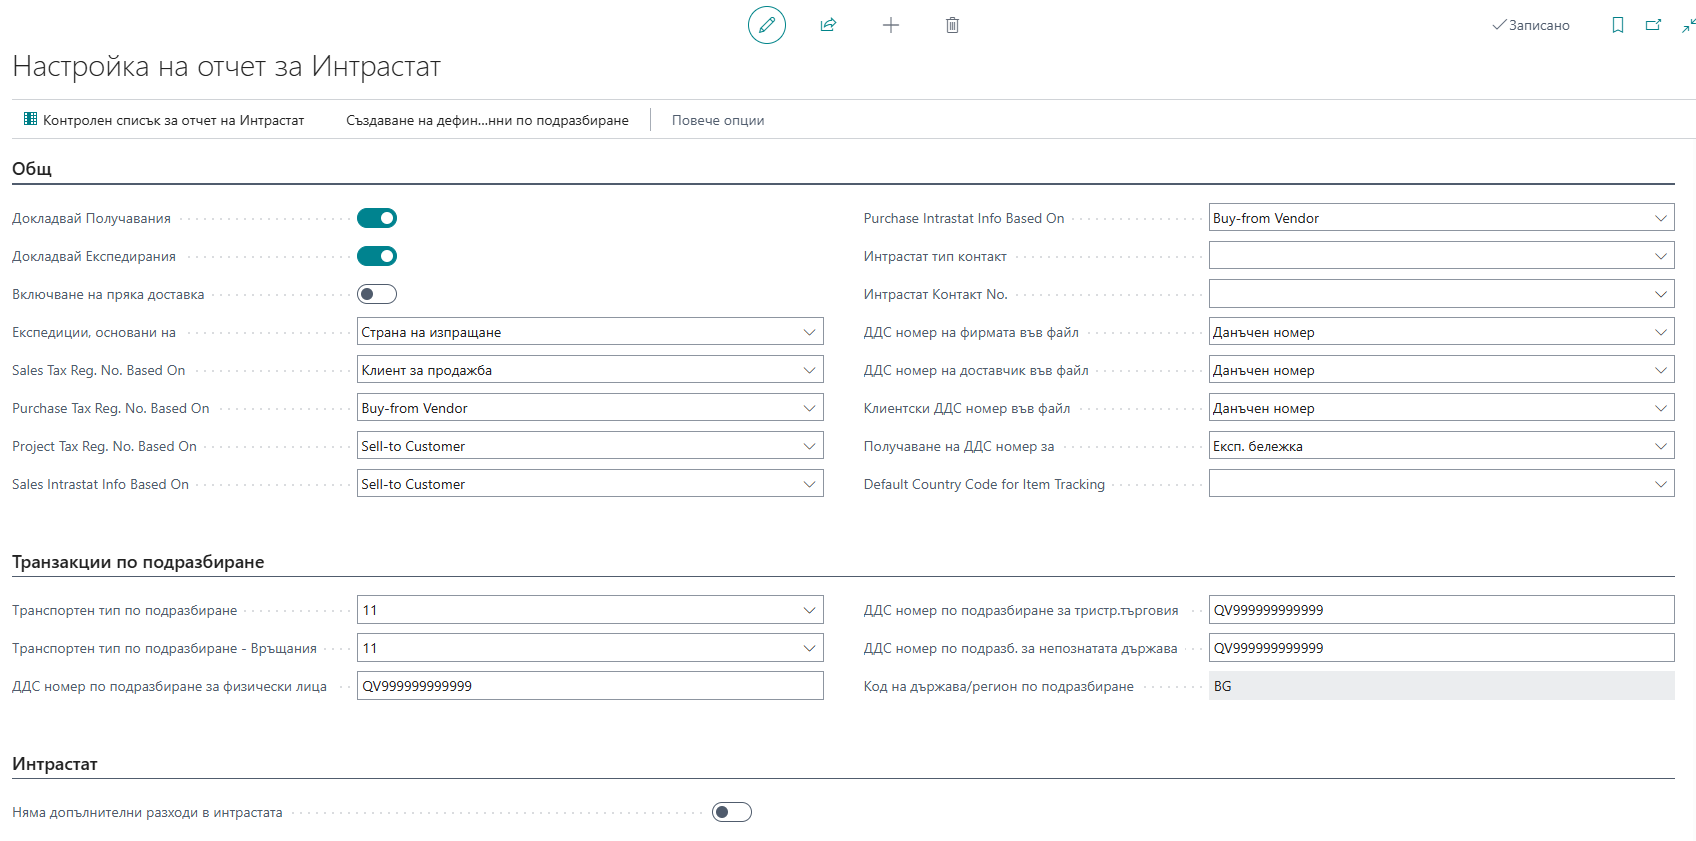 Записано
Настройка на отчет за Интрастат
Контролен списък за отчет на Интрастат
Създаване на дефин...нни по подразбиране
Повече опции
Общ
Докладвай Получавания
Докладвай Експедирания
Включване на пряка доставка
Експедиции, основани на
Страна на изпращане
Sales Tax Reg. No. Based On
Клиент за продажба
Purchase Tax Reg. No. Based On
Buy-from Vendor
Project Tax Reg. No. Based On
Sell-to Customer
Sales Intrastat Info Based On
Sell-to Customer
Purchase Intrastat Info Based On
Buy-from Vendor
Интрастат тип контакт
Интрастат Контакт No.
ДДС номер на фирмата във файл
Данъчен номер
ДДС номер на доставчик във файл
Данъчен номер
Клиентски ДДС номер във файл
Данъчен номер
Получаване на ДДС номер за
Експ. бележка
Default Country Code for Item Tracking
Транзакции по подразбиране
Транспортен тип по подразбиране
11
Транспортен тип по подразбиране - Връщания
11
ДДС номер по подразбиране за физически лица
QV999999999999
ДДС номер по подразбиране за тристр.търговия
QV999999999999
ДДС номер по подразб. за непознатата държава
QV999999999999
Код на държава/регион по подразбиране
BG
Интрастат
Няма допълнителни разходи в интрастата